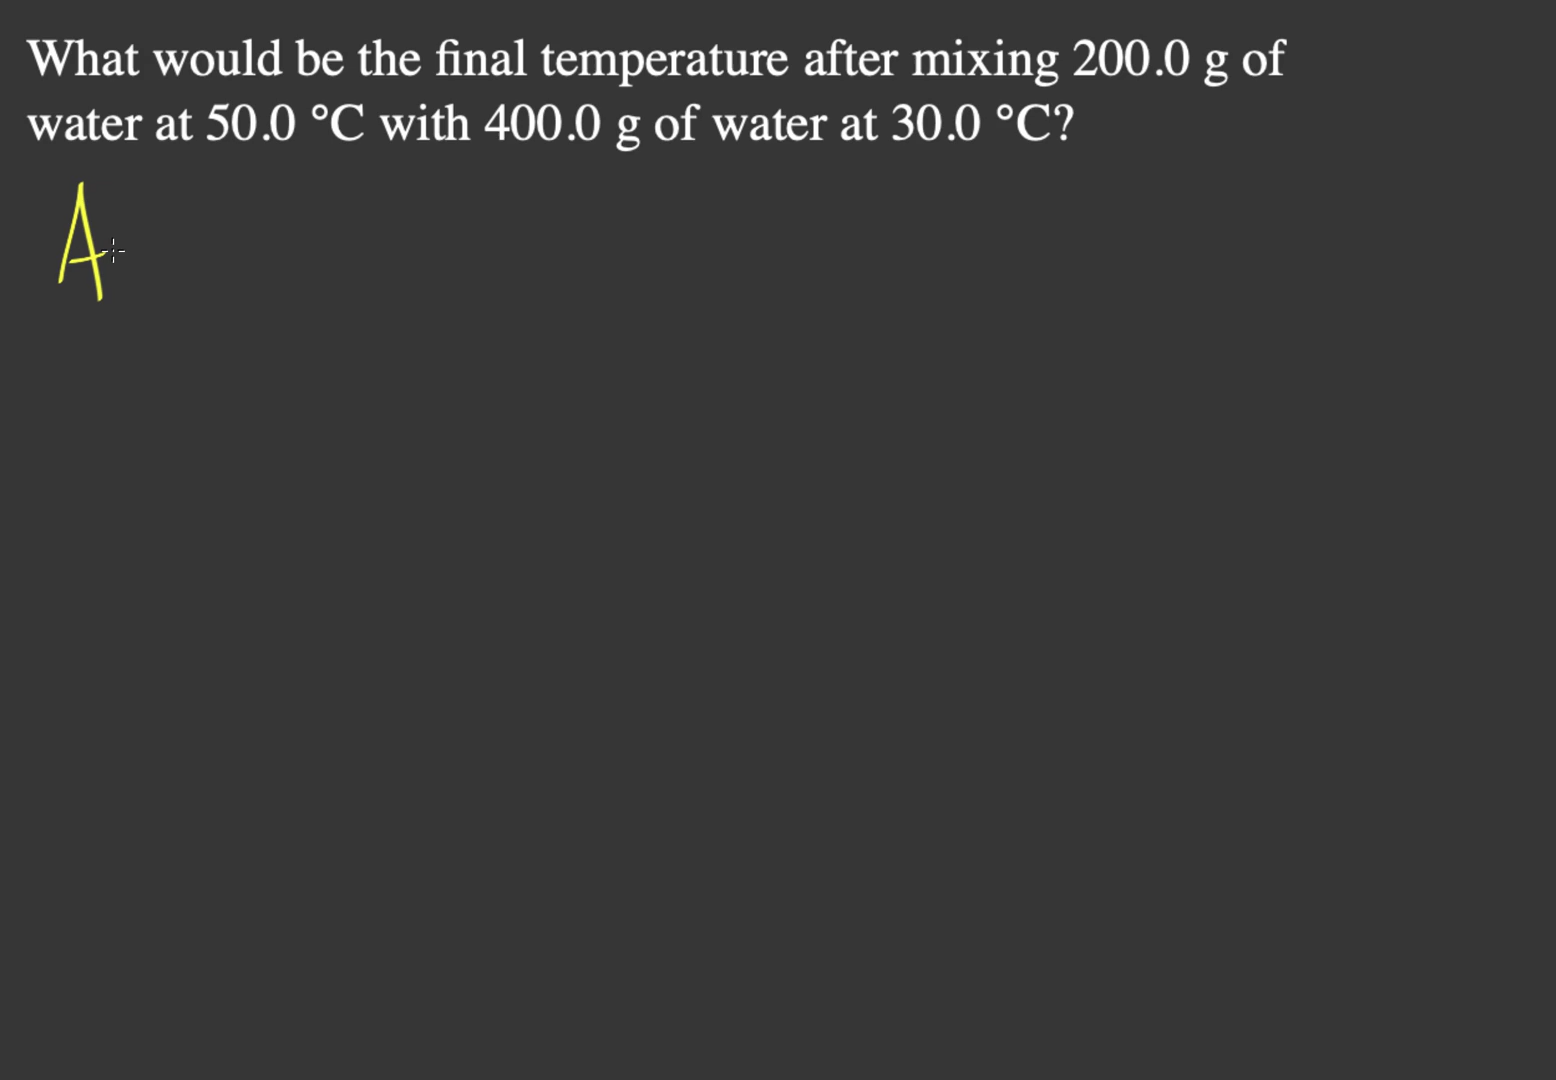 What would be the final temperature after mixing 200.0 g of
water at 50.0 °C with 400.0 g of water at 30.0 °C?
A